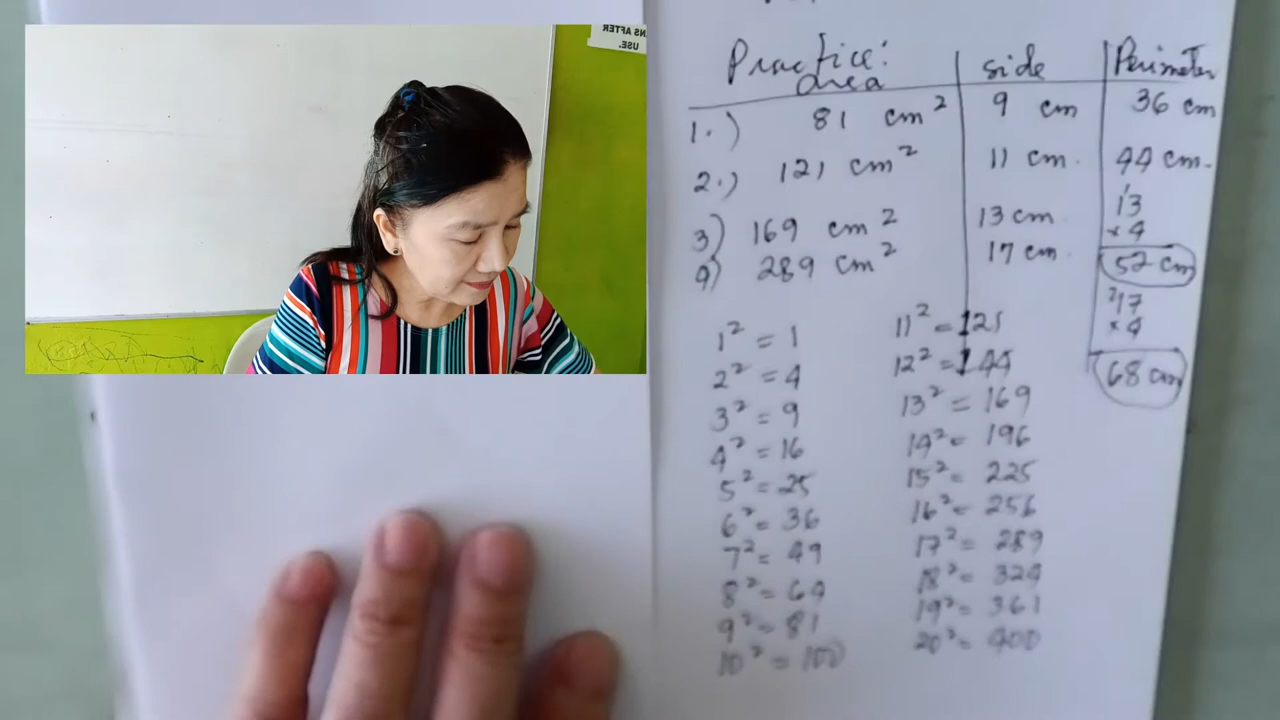 NS AFTER
USE.
Practice:
area side Perimeter
1.) 81 cm² 9 cm 36 cm
2.) 121 cm² 11 cm. 44 cm.
3) 169 cm² 13 cm 13
× 4
52 cm
4) 289 cm² 17 cm. 17
× 4
68 cm
1² = 1 11² = 121
2² = 4 12² = 144
3² = 9 13² = 169
4² = 16 14² = 196
5² = 25 15² = 225
6² = 36 16² = 256
7² = 49 17² = 289
8² = 64 18² = 324
9² = 81 19² = 361
10² = 100 20² = 400